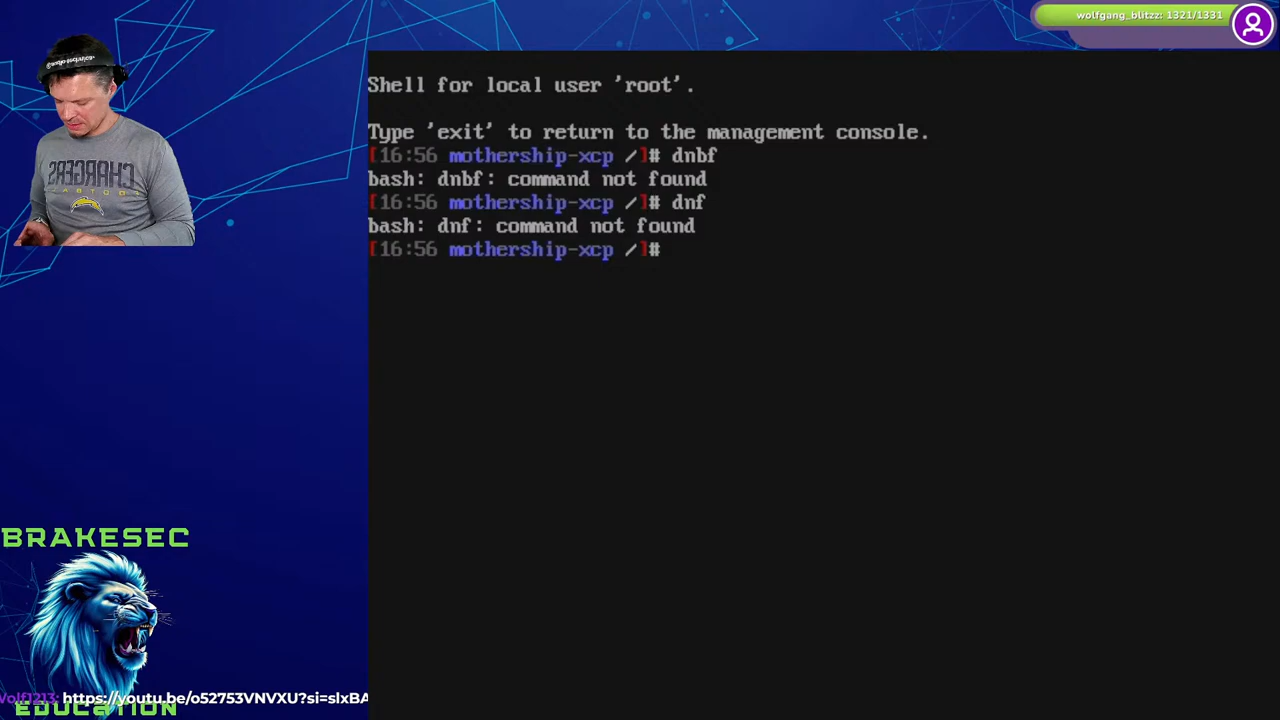 wolfgang_blitzz: 1321/1331
Shell for local user 'root'.
Type 'exit' to return to the management console.
[16:56 mothership-xcp /]# dnbf
bash: dnbf: command not found
[16:56 mothership-xcp /]# dnf
bash: dnf: command not found
[16:56 mothership-xcp /]#
CHARGERS
BRAKESEC
Wolf1213: https://youtu.be/o52753VNVXU?si=slxBA
EDUCATION